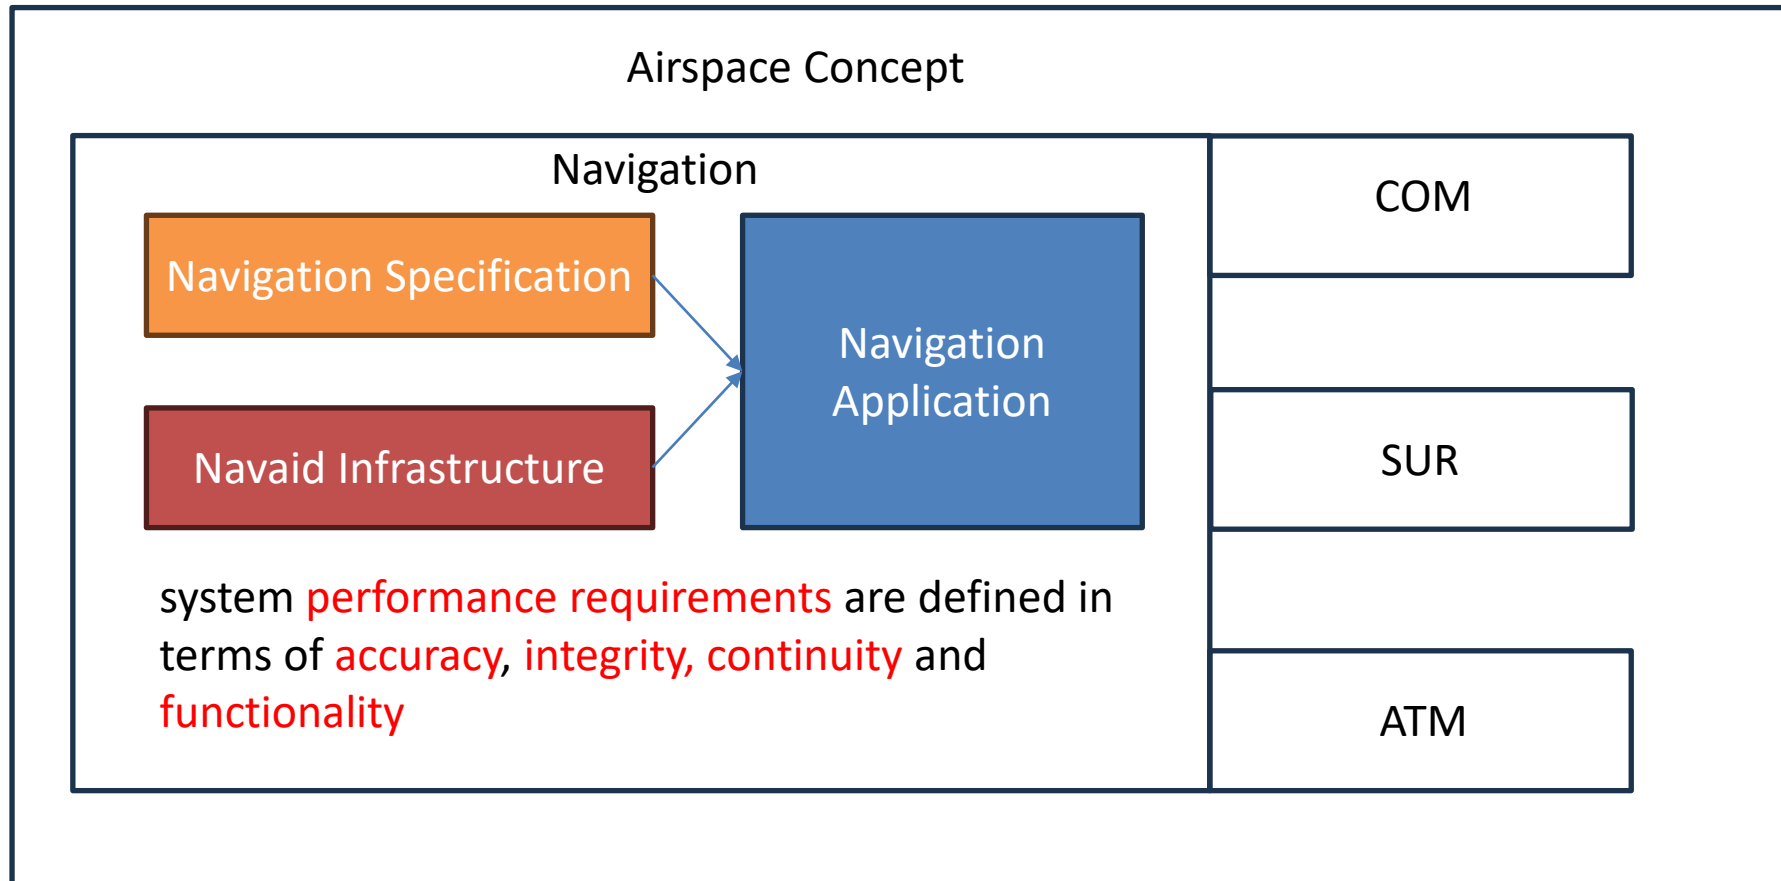 Airspace Concept
Navigation
COM
Navigation Specification
Navigation
Application
Navaid Infrastructure
SUR
system performance requirements are defined in
terms of accuracy, integrity, continuity and
functionality
ATM